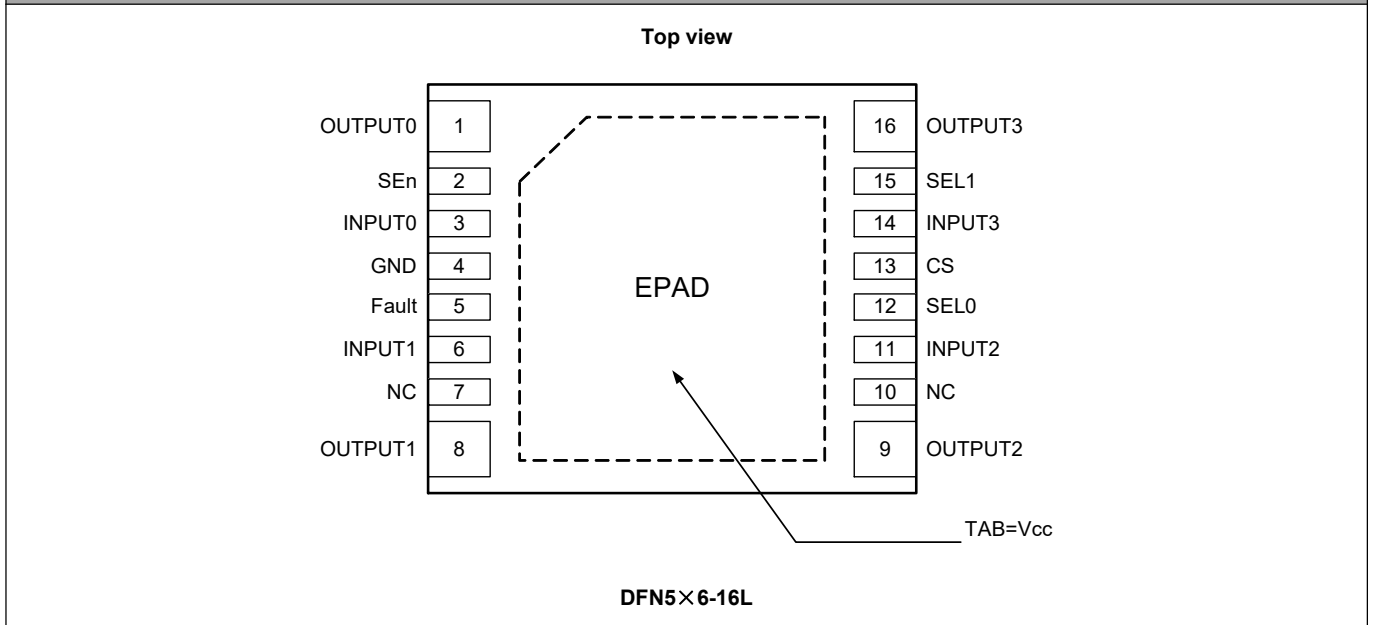 Top view
OUTPUT0 1 16 OUTPUT3
SEn 2 15 SEL1
INPUT0 3 14 INPUT3
GND 4 13 CS
EPAD
Fault 5 12 SEL0
INPUT1 6 11 INPUT2
NC 7 10 NC
OUTPUT1 8 9 OUTPUT2
TAB=Vcc
DFN5×6-16L